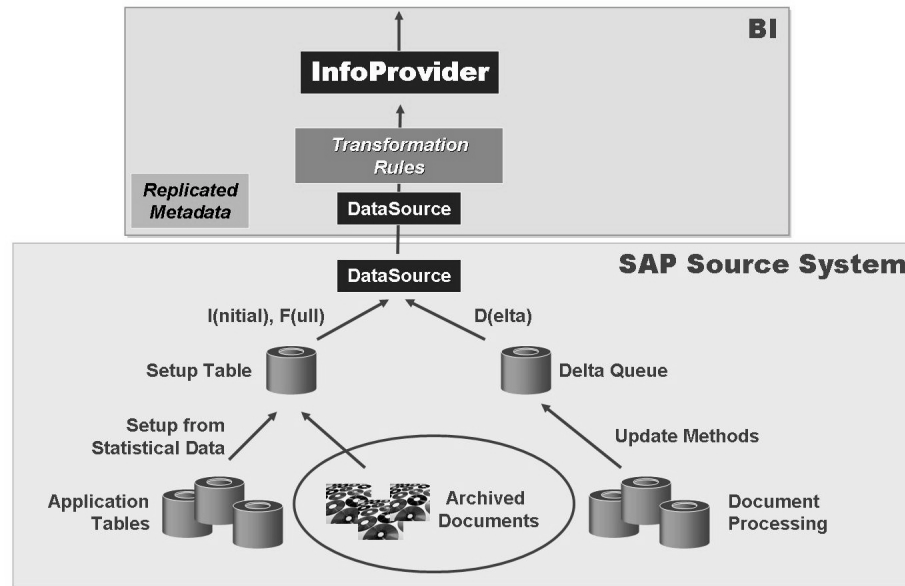 BI
InfoProvider
Transformation
Rules
Replicated
Metadata
DataSource
SAP Source System
DataSource
I(nitial), F(ull)
D(elta)
Setup Table
Delta Queue
Setup from
Statistical Data
Update Methods
Application
Tables
Archived
Documents
Document
Processing